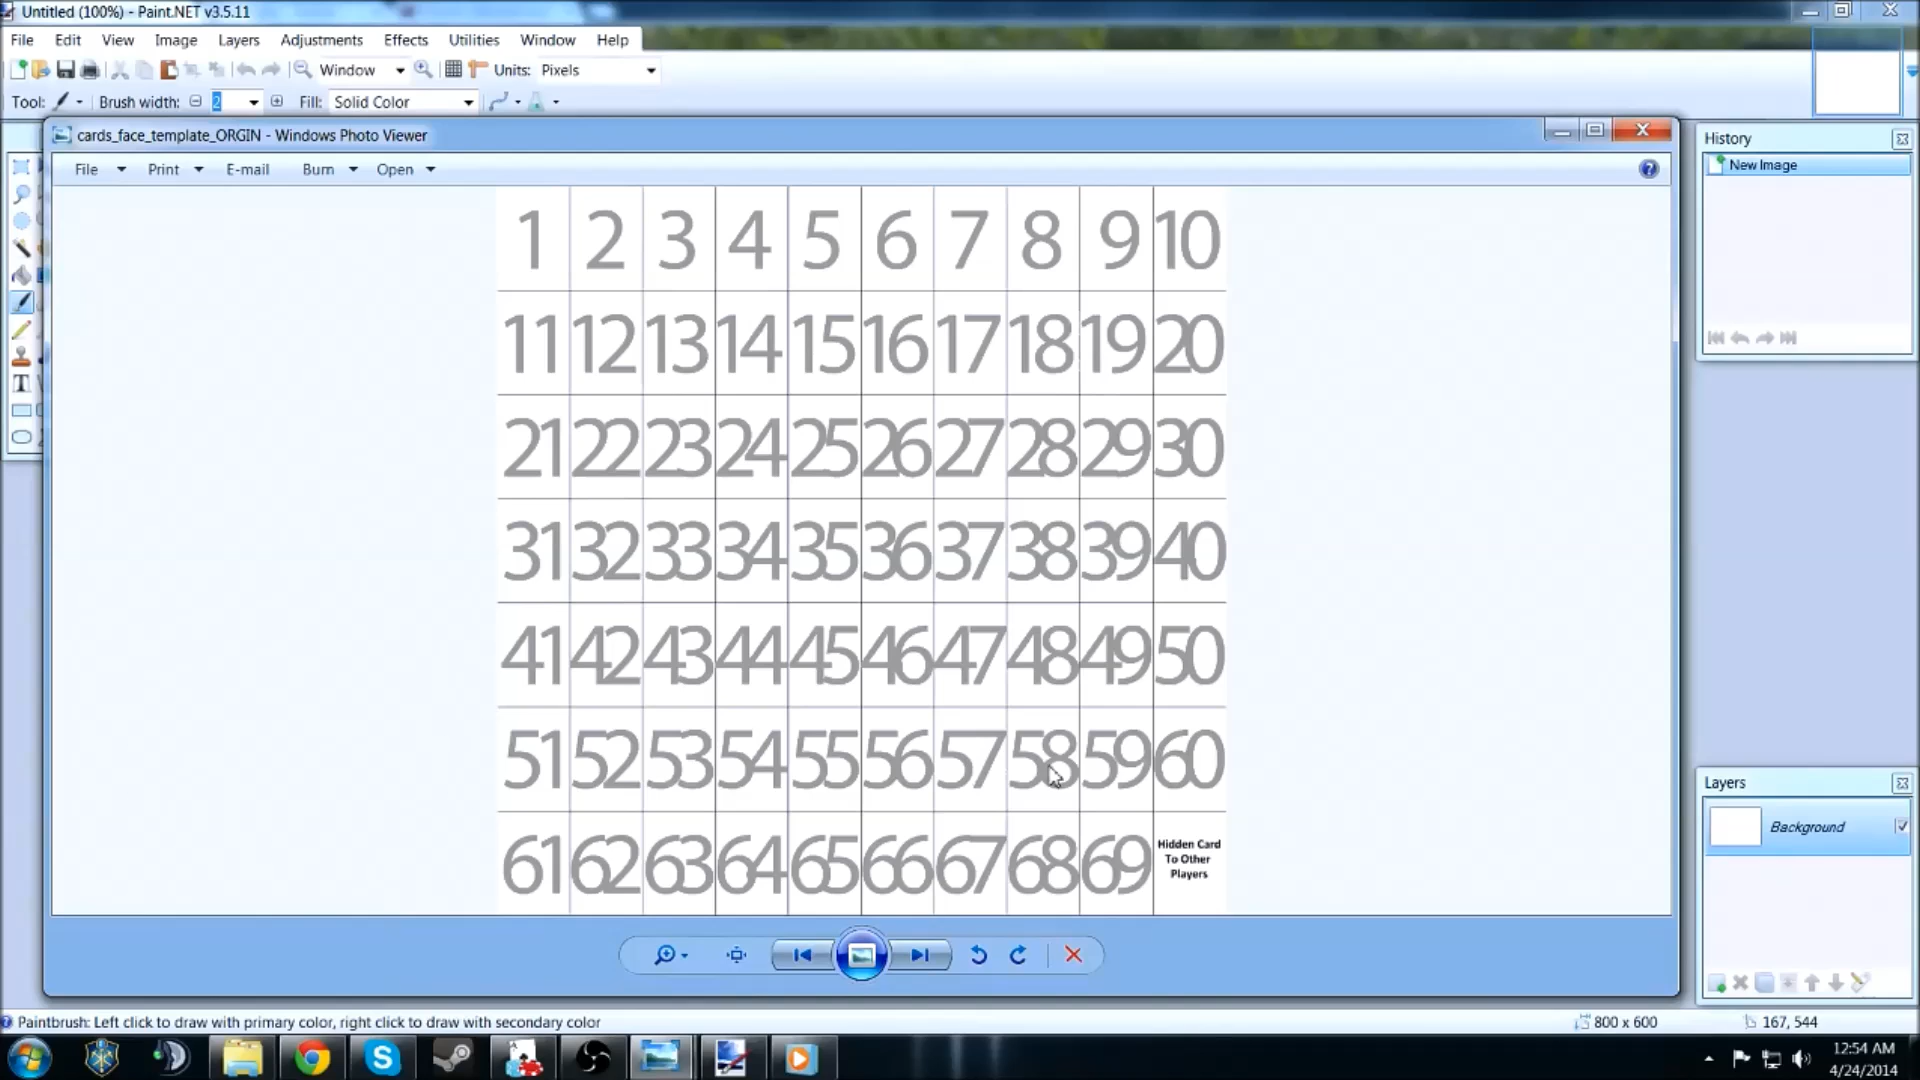 Untitled (100%) - Paint.NET v3.5.11
File Edit View Image Layers Adjustments Effects Utilities Window Help
Window Units: Pixels
Tool: Brush width: 2 Fill: Solid Color
cards_face_template_ORGIN - Windows Photo Viewer
File Print E-mail Burn Open
1 2 3 4 5 6 7 8 9 10
11 12 13 14 15 16 17 18 19 20
21 22 23 24 25 26 27 28 29 30
31 32 33 34 35 36 37 38 39 40
41 42 43 44 45 46 47 48 49 50
51 52 53 54 55 56 57 58 59 60
61 62 63 64 65 66 67 68 69
Hidden Card
To Other
Players
History
New Image
Layers
Background
Paintbrush: Left click to draw with primary color, right click to draw with secondary color
800 x 600
167, 544
12:54 AM
4/24/2014